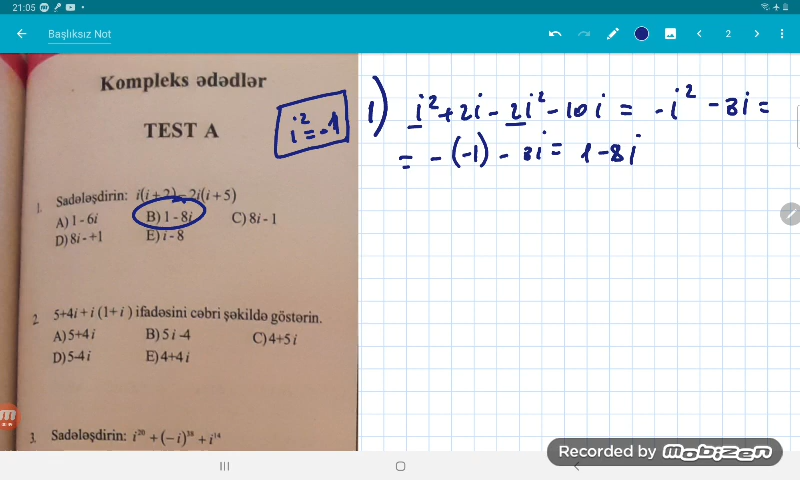 21:05
Başlıksız Not
2
Kompleks ədədlər
TEST A
i² = -1
1. Sadələşdirin: i(i+2)-2i(i+5)
A) 1 - 6i B) 1 - 8i C) 8i - 1
D) 8i - +1 E) i - 8
2. 5+4i+i (1+i) ifadəsini cəbri şəkildə göstərin.
A) 5+4i B) 5i-4 C) 4+5i
D) 5-4i E) 4+4i
3. Sadələşdirin: i²⁰ + (-i)³⁸ + i¹⁴
1) i² + 2i - 2i² - 10i = -i² - 8i =
= -(-1) - 8i = 1 - 8i
Recorded by mobizen